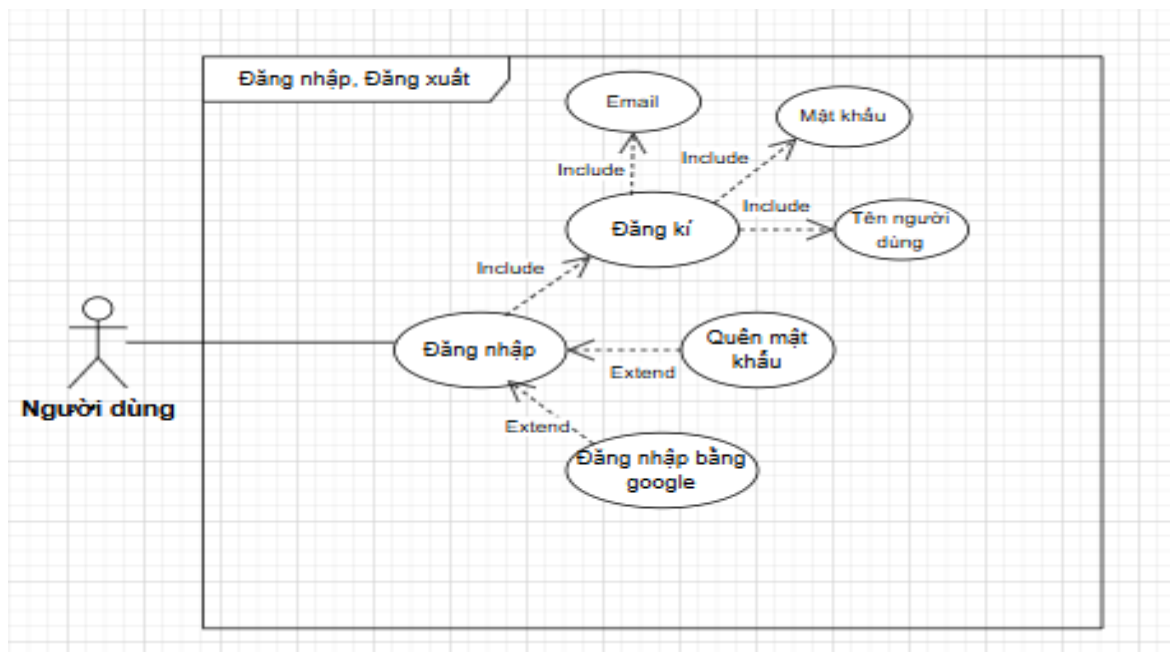 Đăng nhập, Đăng xuất
Email
Mật khẩu
Include
Include
Include
Đăng kí
Tên người
dùng
Include
Đăng nhập
Quên mật
khẩu
Extend
Người dùng
Extend
Đăng nhập bằng
google